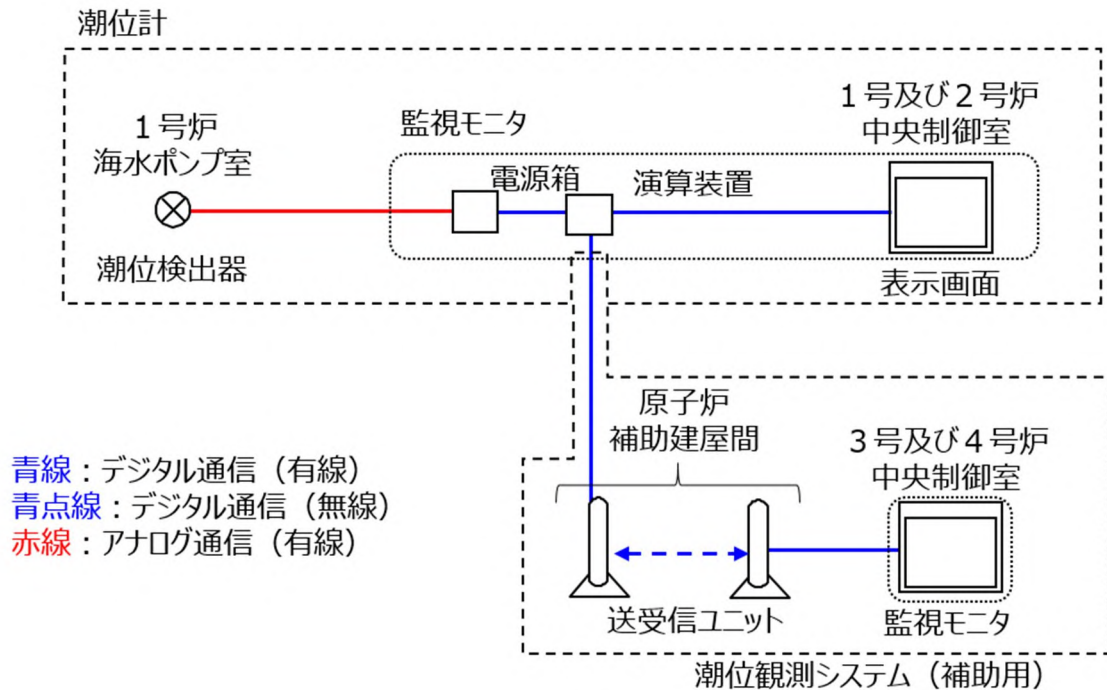 潮位計
1号炉
海水ポンプ室
潮位検出器
監視モニタ
電源箱
演算装置
1号及び2号炉
中央制御室
表示画面
原子炉
補助建屋間
3号及び4号炉
中央制御室
青線：デジタル通信（有線）
青点線：デジタル通信（無線）
赤線：アナログ通信（有線）
送受信ユニット
監視モニタ
潮位観測システム（補助用）